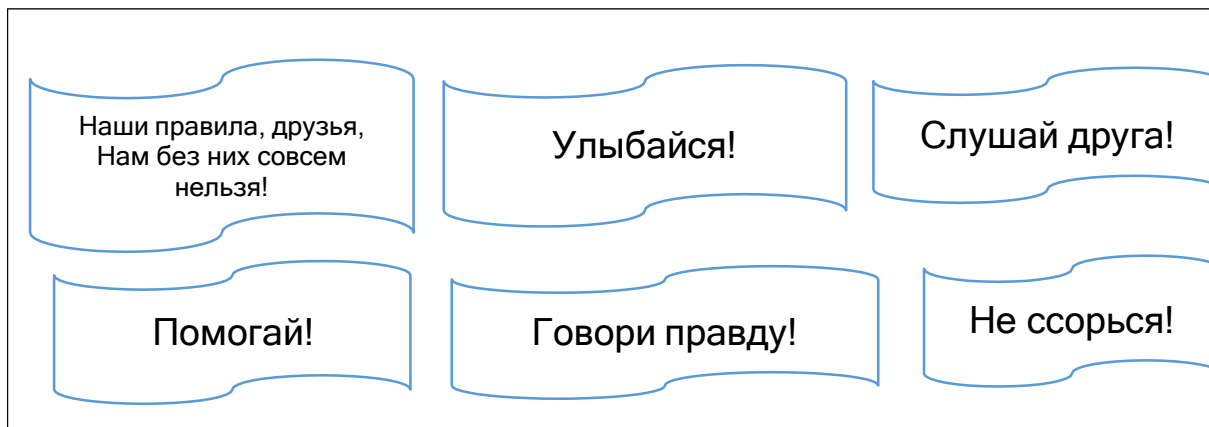 Наши правила, друзья,
Нам без них совсем
нельзя!
Улыбайся!
Слушай друга!
Помогай!
Говори правду!
Не ссорься!